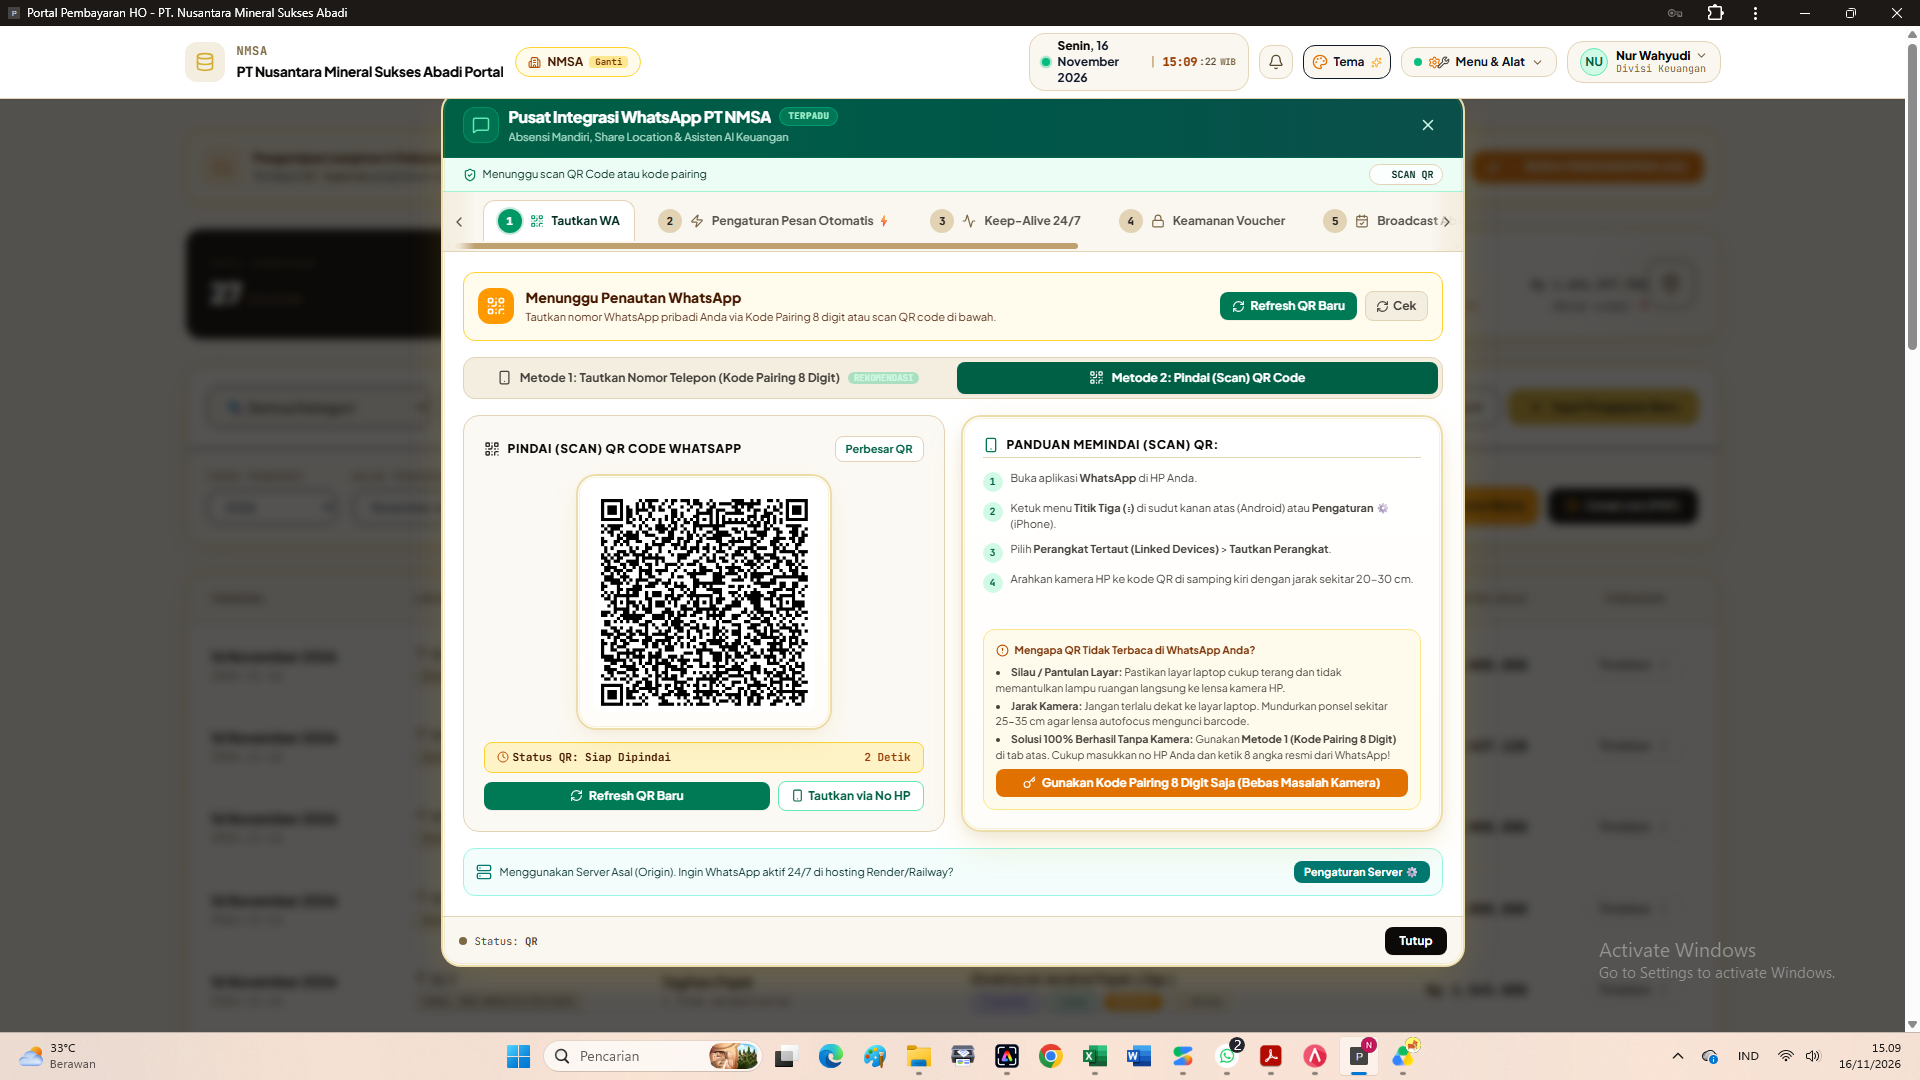 Portal Pembayaran HO - PT. Nusantara Mineral Sukses Abadi
NMSA
PT Nusantara Mineral Sukses Abadi Portal
NMSA Ganti
Senin, 16 November 2026 | 15:09:22 WIB
Tema
Menu & Alat
NU
Nur Wahyudi
Divisi Keuangan
Pusat Integrasi WhatsApp PT NMSA TERPADU
Absensi Mandiri, Share Location & Asisten AI Keuangan
Menunggu scan QR Code atau kode pairing
SCAN QR
1 Tautkan WA
2 Pengaturan Pesan Otomatis
3 Keep-Alive 24/7
4 Keamanan Voucher
5 Broadcast
Menunggu Penautan WhatsApp
Tautkan nomor WhatsApp pribadi Anda via Kode Pairing 8 digit atau scan QR code di bawah.
Refresh QR Baru
Cek
Metode 1: Tautkan Nomor Telepon (Kode Pairing 8 Digit) REKOMENDASI
Metode 2: Pindai (Scan) QR Code
PINDAI (SCAN) QR CODE WHATSAPP
Perbesar QR
Status QR: Siap Dipindai
2 Detik
Refresh QR Baru
Tautkan via No HP
PANDUAN MEMINDAI (SCAN) QR:
1 Buka aplikasi WhatsApp di HP Anda.
2 Ketuk menu Titik Tiga (⋮) di sudut kanan atas (Android) atau Pengaturan ⚙️
(iPhone).
3 Pilih Perangkat Tertaut (Linked Devices) > Tautkan Perangkat.
4 Arahkan kamera HP ke kode QR di samping kiri dengan jarak sekitar 20-30 cm.
Mengapa QR Tidak Terbaca di WhatsApp Anda?
• Silau / Pantulan Layar: Pastikan layar laptop cukup terang dan tidak
memantulkan lampu ruangan langsung ke lensa kamera HP.
• Jarak Kamera: Jangan terlalu dekat ke layar laptop. Mundurkan ponsel sekitar
25-35 cm agar lensa autofocus mengunci barcode.
• Solusi 100% Berhasil Tanpa Kamera: Gunakan Metode 1 (Kode Pairing 8 Digit)
di tab atas. Cukup masukkan no HP Anda dan ketik 8 angka resmi dari WhatsApp!
Gunakan Kode Pairing 8 Digit Saja (Bebas Masalah Kamera)
Menggunakan Server Asal (Origin). Ingin WhatsApp aktif 24/7 di hosting Render/Railway?
Pengaturan Server ⚙️
Status: QR
Tutup
Activate Windows
Go to Settings to activate Windows.
33°C
Berawan
Pencarian
2
N
IND
15.09
16/11/2026